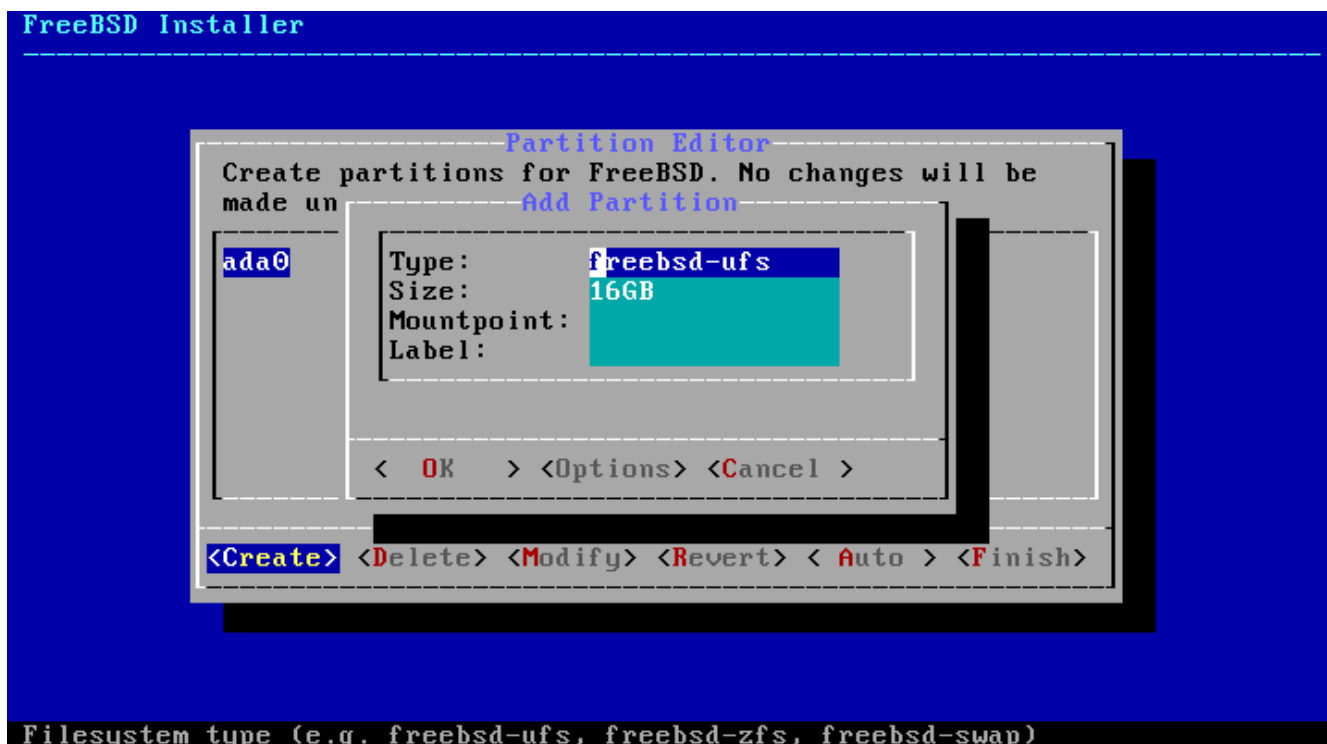 FreeBSD Installer
Partition Editor
Create partitions for FreeBSD. No changes will be
made un
Add Partition
ada0
Type: freebsd-ufs
Size: 16GB
Mountpoint:
Label:
< OK > <Options> <Cancel >
<Create> <Delete> <Modify> <Revert> < Auto > <Finish>
Filesystem type (e.g. freebsd-ufs, freebsd-zfs, freebsd-swap)